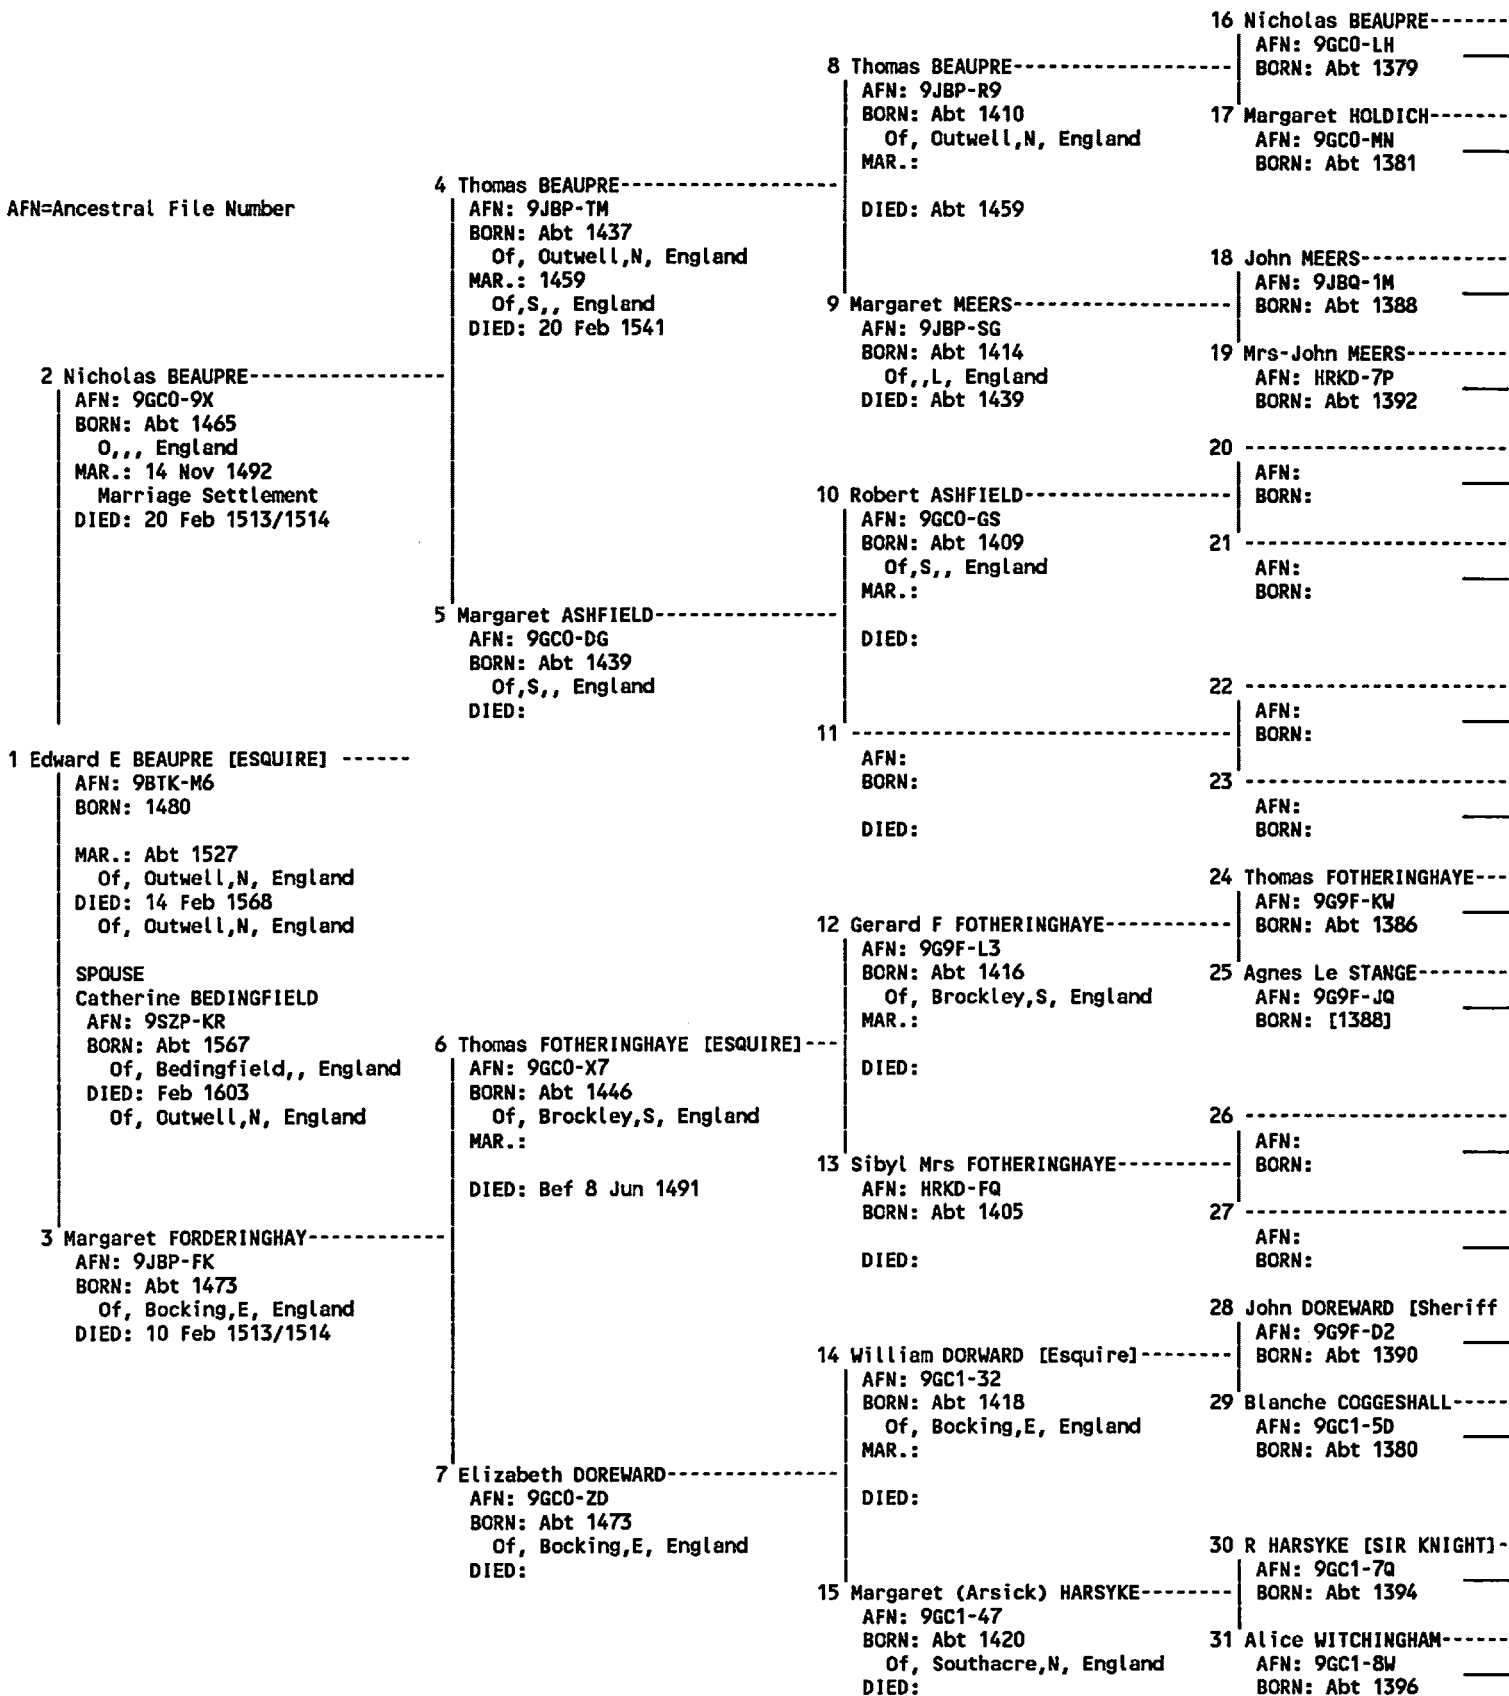 AFN=Ancestral File Number
1 Edward E BEAUPRE [ESQUIRE] ------
AFN: 9BTK-M6
BORN: 1480
MAR.: Abt 1527
Of, Outwell,N, England
DIED: 14 Feb 1568
Of, Outwell,N, England
SPOUSE
Catherine BEDINGFIELD
AFN: 9SZP-KR
BORN: Abt 1567
Of, Bedingfield,, England
DIED: Feb 1603
Of, Outwell,N, England
2 Nicholas BEAUPRE----------------
AFN: 9GC0-9X
BORN: Abt 1465
O,,, England
MAR.: 14 Nov 1492
Marriage Settlement
DIED: 20 Feb 1513/1514
3 Margaret FORDERINGHAY-----------
AFN: 9JBP-FK
BORN: Abt 1473
Of, Bocking,E, England
DIED: 10 Feb 1513/1514
4 Thomas BEAUPRE------------------
AFN: 9JBP-TM
BORN: Abt 1437
Of, Outwell,N, England
MAR.: 1459
Of,S,, England
DIED: 20 Feb 1541
5 Margaret ASHFIELD---------------
AFN: 9GC0-DG
BORN: Abt 1439
Of,S,, England
DIED:
6 Thomas FOTHERINGHAYE [ESQUIRE]---
AFN: 9GC0-X7
BORN: Abt 1446
Of, Brockley,S, England
MAR.:
DIED: Bef 8 Jun 1491
7 Elizabeth DOREWARD--------------
AFN: 9GC0-ZD
BORN: Abt 1473
Of, Bocking,E, England
DIED:
8 Thomas BEAUPRE------------------
AFN: 9JBP-R9
BORN: Abt 1410
Of, Outwell,N, England
MAR.:
DIED: Abt 1459
9 Margaret MEERS------------------
AFN: 9JBP-SG
BORN: Abt 1414
Of,,L, England
DIED: Abt 1439
10 Robert ASHFIELD-----------------
AFN: 9GC0-GS
BORN: Abt 1409
Of,S,, England
MAR.:
DIED:
11 --------------------------------
AFN:
BORN:
DIED:
12 Gerard F FOTHERINGHAYE----------
AFN: 9G9F-L3
BORN: Abt 1416
Of, Brockley,S, England
MAR.:
DIED:
13 Sibyl Mrs FOTHERINGHAYE---------
AFN: HRKD-FQ
BORN: Abt 1405
DIED:
14 William DORWARD [Esquire]-------
AFN: 9GC1-32
BORN: Abt 1418
Of, Bocking,E, England
MAR.:
DIED:
15 Margaret (Arsick) HARSYKE-------
AFN: 9GC1-47
BORN: Abt 1420
Of, Southacre,N, England
DIED:
16 Nicholas BEAUPRE-------
AFN: 9GC0-LH
BORN: Abt 1379
17 Margaret HOLDICH-------
AFN: 9GC0-MN
BORN: Abt 1381
18 John MEERS------------
AFN: 9JBQ-1M
BORN: Abt 1388
19 Mrs-John MEERS---------
AFN: HRKD-7P
BORN: Abt 1392
20 ----------------------
AFN:
BORN:
21 ----------------------
AFN:
BORN:
22 ----------------------
AFN:
BORN:
23 ----------------------
AFN:
BORN:
24 Thomas FOTHERINGHAYE---
AFN: 9G9F-KW
BORN: Abt 1386
25 Agnes Le STANGE--------
AFN: 9G9F-JQ
BORN: [1388]
26 ----------------------
AFN:
BORN:
27 ----------------------
AFN:
BORN:
28 John DOREWARD [Sheriff
AFN: 9G9F-D2
BORN: Abt 1390
29 Blanche COGGESHALL-----
AFN: 9GC1-5D
BORN: Abt 1380
30 R HARSYKE [SIR KNIGHT]-
AFN: 9GC1-7Q
BORN: Abt 1394
31 Alice WITCHINGHAM------
AFN: 9GC1-8W
BORN: Abt 1396